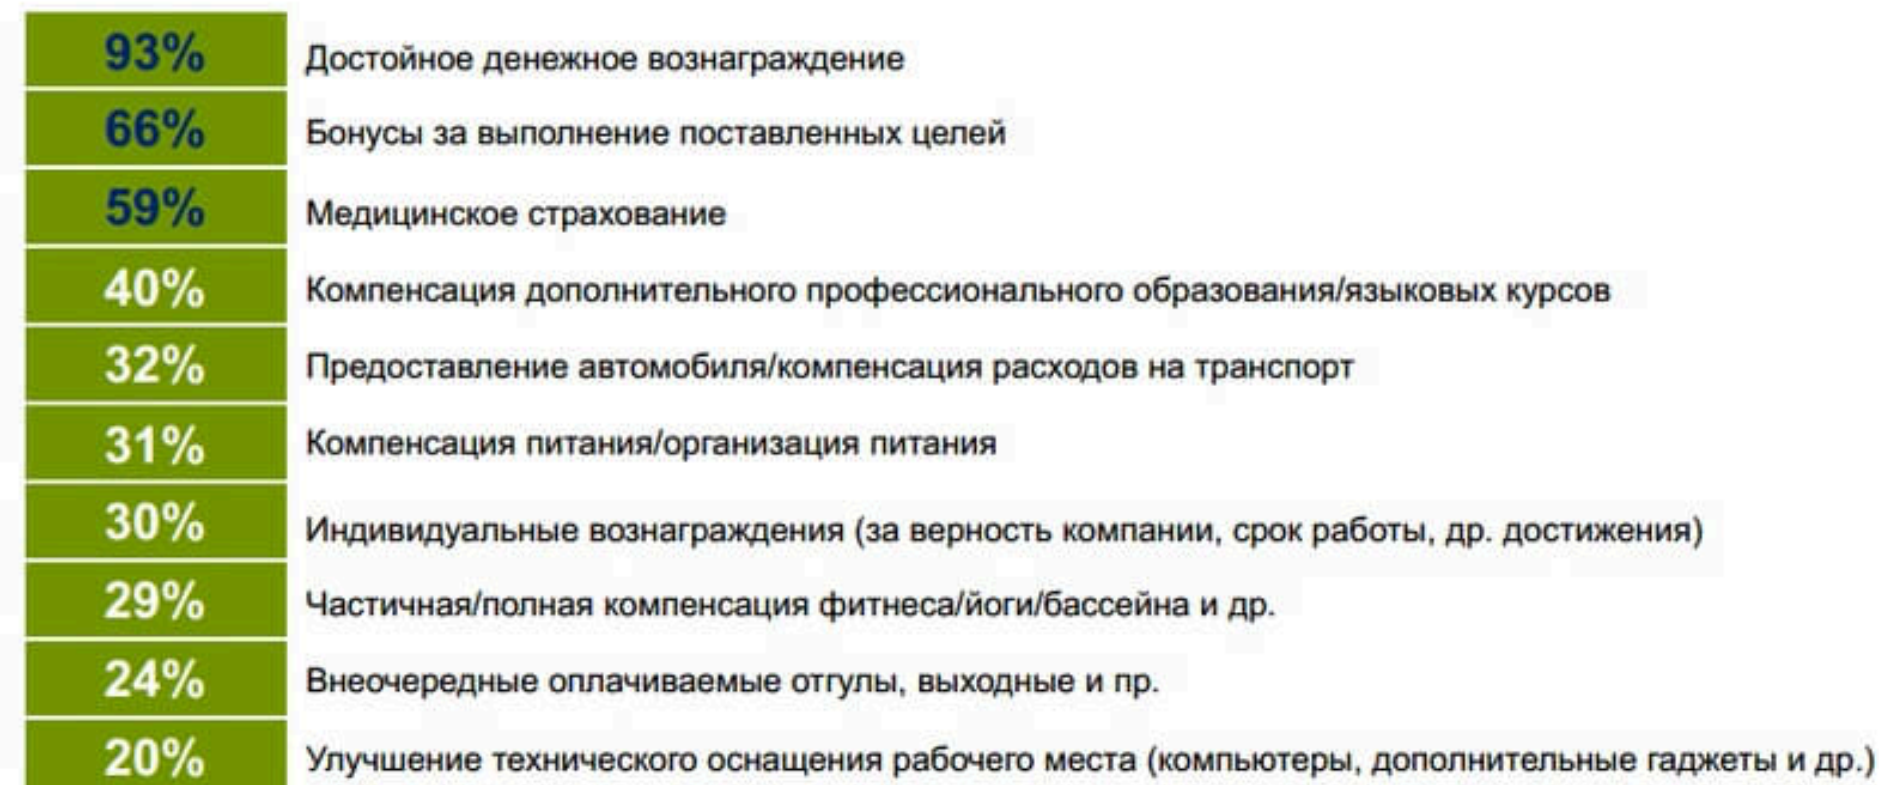 93% Достойное денежное вознаграждение
66% Бонусы за выполнение поставленных целей
59% Медицинское страхование
40% Компенсация дополнительного профессионального образования/языковых курсов
32% Предоставление автомобиля/компенсация расходов на транспорт
31% Компенсация питания/организация питания
30% Индивидуальные вознаграждения (за верность компании, срок работы, др. достижения)
29% Частичная/полная компенсация фитнеса/йоги/бассейна и др.
24% Внеочередные оплачиваемые отгулы, выходные и пр.
20% Улучшение технического оснащения рабочего места (компьютеры, дополнительные гаджеты и др.)